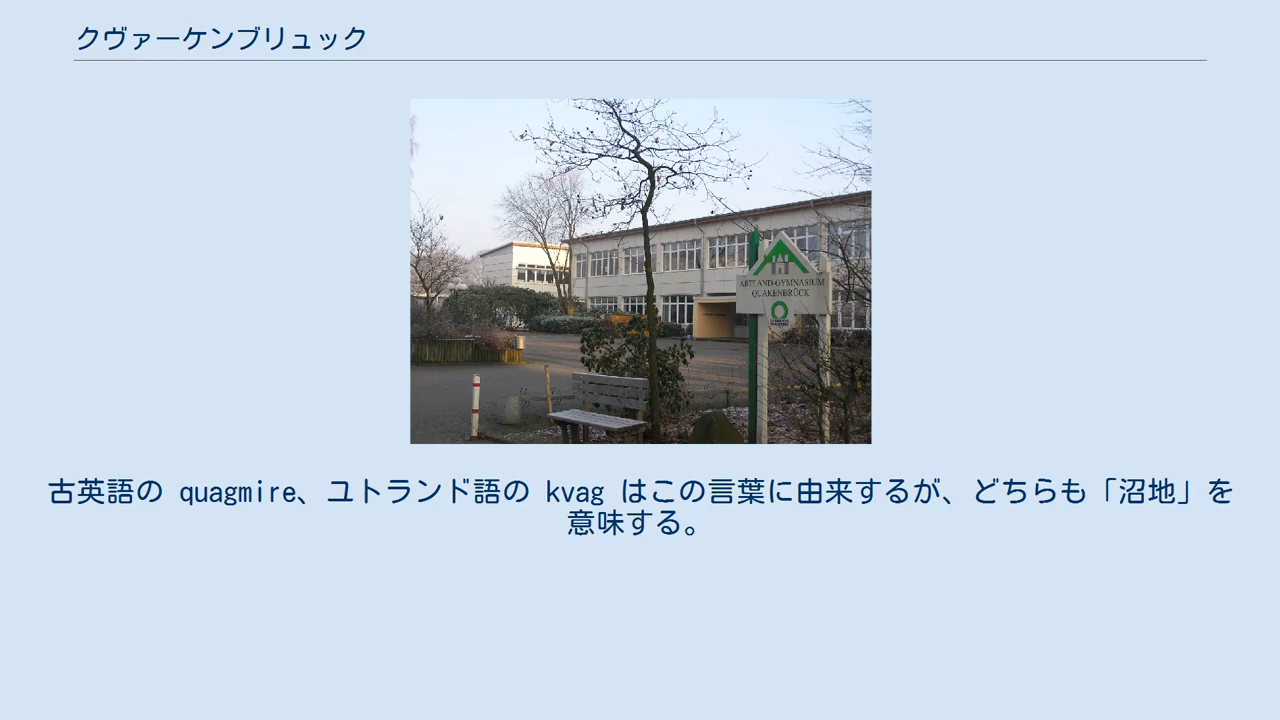 クヴァーケンブリュック
ARTLAND-GYMNASIUM
QUAKENBRÜCK
古英語の quagmire、ユトランド語の kvag はこの言葉に由来するが、どちらも「沼地」を
意味する。